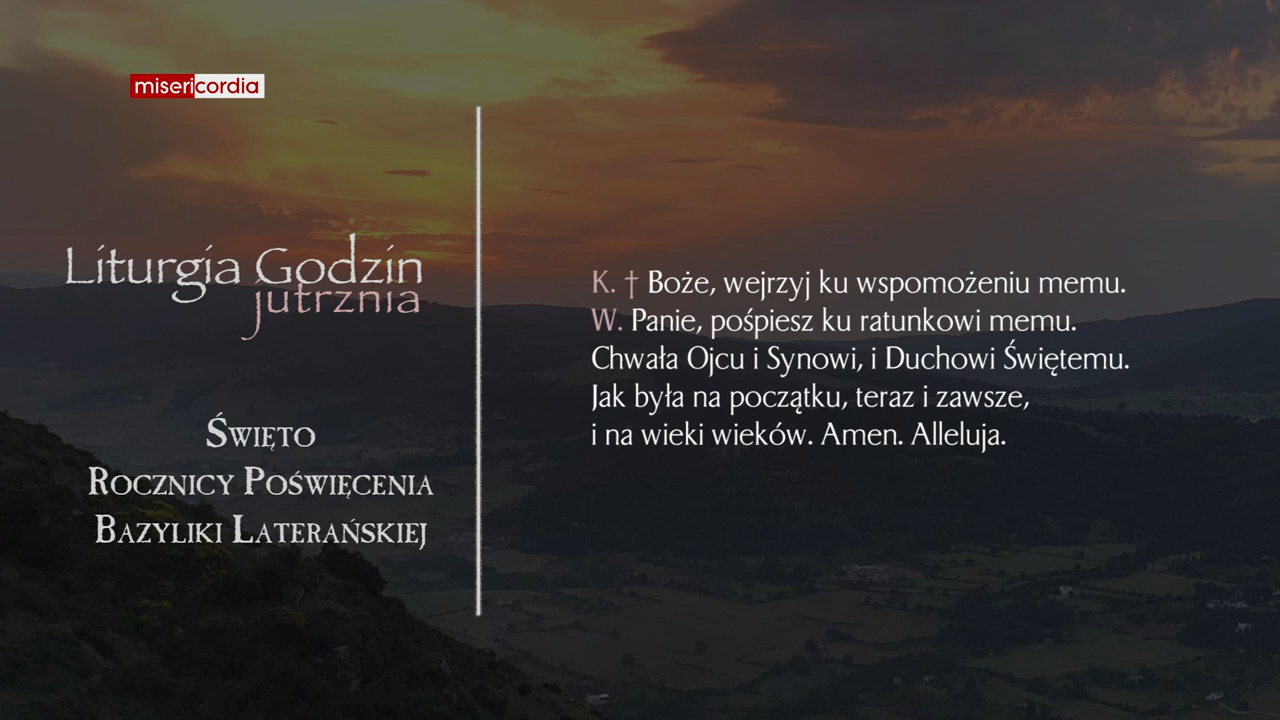 misericordia
Liturgia Godzin
jutrznia
Święto
Rocznicy Poświęcenia
Bazyliki Laterańskiej
K. † Boże, wejrzyj ku wspomożeniu memu.
W. Panie, pośpiesz ku ratunkowi memu.
Chwała Ojcu i Synowi, i Duchowi Świętemu.
Jak była na początku, teraz i zawsze,
i na wieki wieków. Amen. Alleluja.